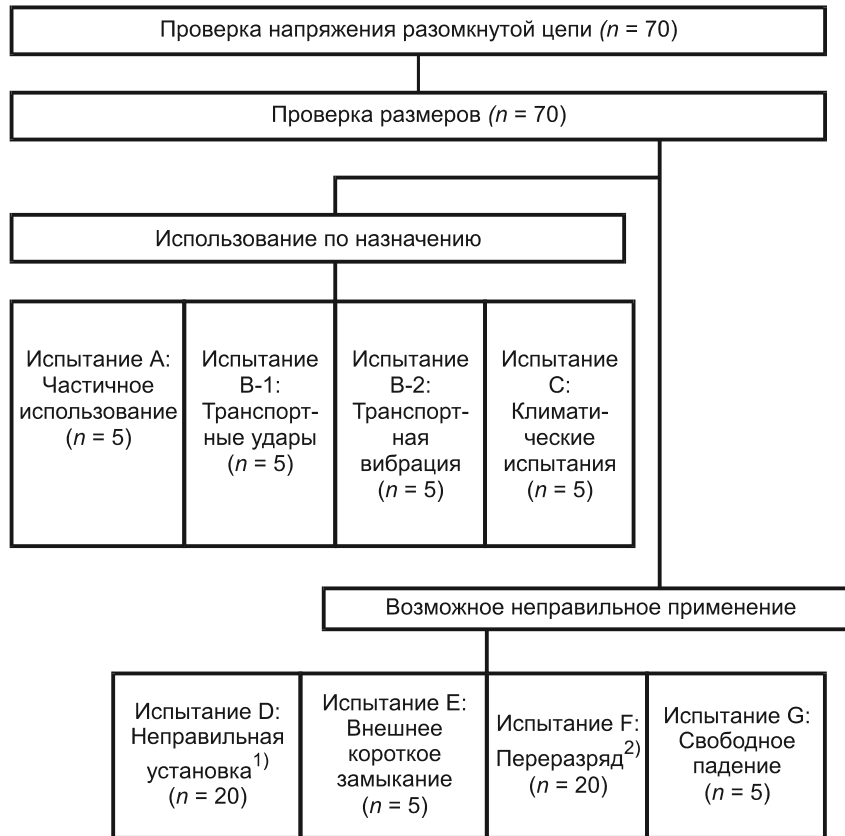 Проверка напряжения разомкнутой цепи (n = 70)
Проверка размеров (n = 70)
Использование по назначению
Испытание A:
Частичное
использование
(n = 5)
Испытание
B-1:
Транспорт-
ные удары
(n = 5)
Испытание
B-2:
Транспорт-
ная
вибрация
(n = 5)
Испытание
C:
Климати-
ческие
испытания
(n = 5)
Возможное неправильное применение
Испытание D:
Неправильная
установка1)
(n = 20)
Испытание E:
Внешнее
короткое
замыкание
(n = 5)
Испытание F:
Переразряд2)
(n = 20)
Испытание G:
Свободное
падение
(n = 5)